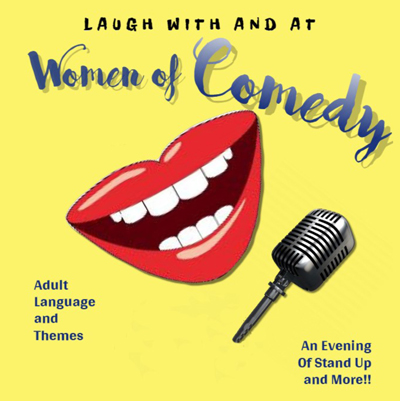 LAUGH WITH AND AT
Women of Comedy
Adult
Language
and
Themes
An Evening
Of Stand Up
and More!!